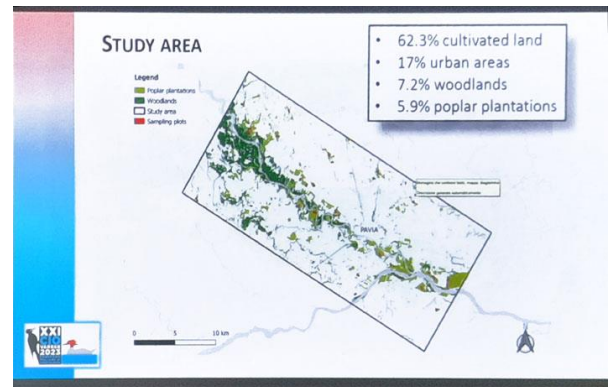 STUDY AREA
• 62.3% cultivated land
• 17% urban areas
• 7.2% woodlands
• 5.9% poplar plantations
Legend
Poplar plantations
Woodlands
Study area
Sampling plots
PAVIA
0 5 10 km
XXI
CIO
2023